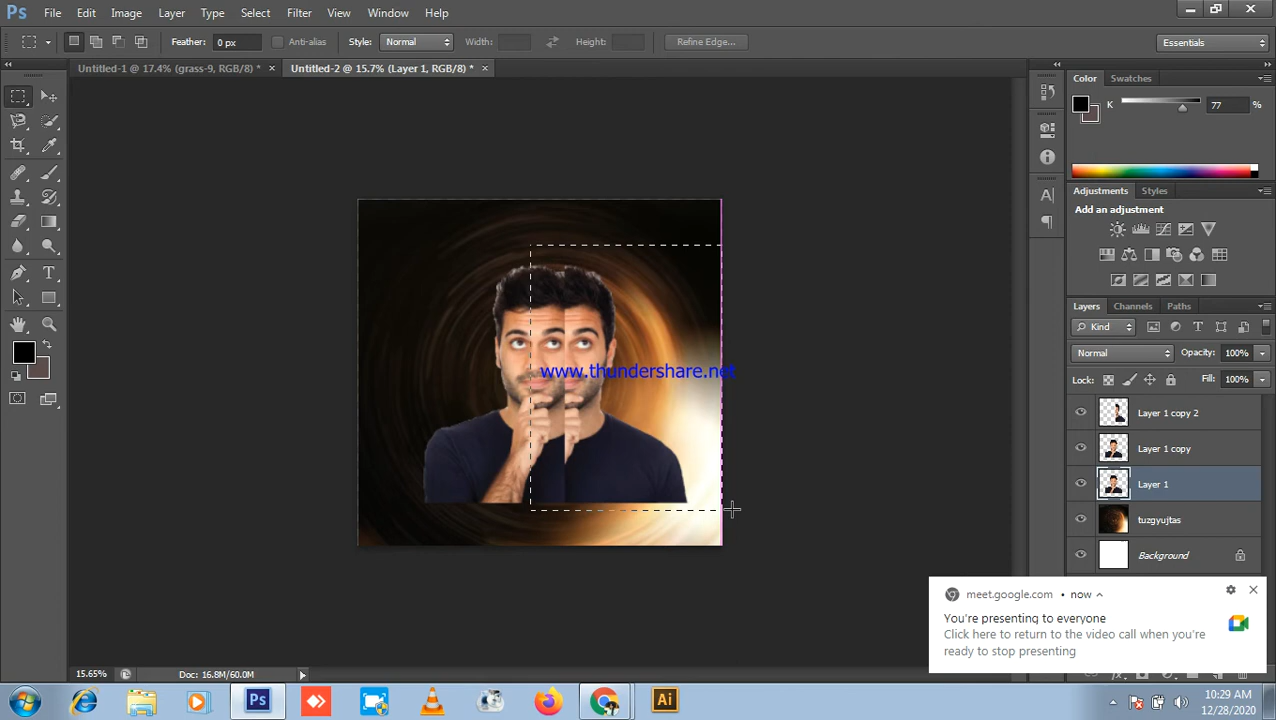 Ps File Edit Image Layer Type Select Filter View Window Help
Feather: 0 px Anti-alias Style: Normal Width: Height: Refine Edge... Essentials
Untitled-1 @ 17.4% (grass-9, RGB/8) * × Untitled-2 @ 15.7% (Layer 1, RGB/8) * ×
Color Swatches
K 77 %
Adjustments Styles
Add an adjustment
Layers Channels Paths
Kind
Normal Opacity: 100%
Lock: Fill: 100%
Layer 1 copy 2
Layer 1 copy
Layer 1
tuzgyujtas
Background
www.thundershare.net
meet.google.com • now
You're presenting to everyone
Click here to return to the video call when you're
ready to stop presenting
15.65% Doc: 16.8M/60.0M
Ps Ai
10:29 AM
12/28/2020